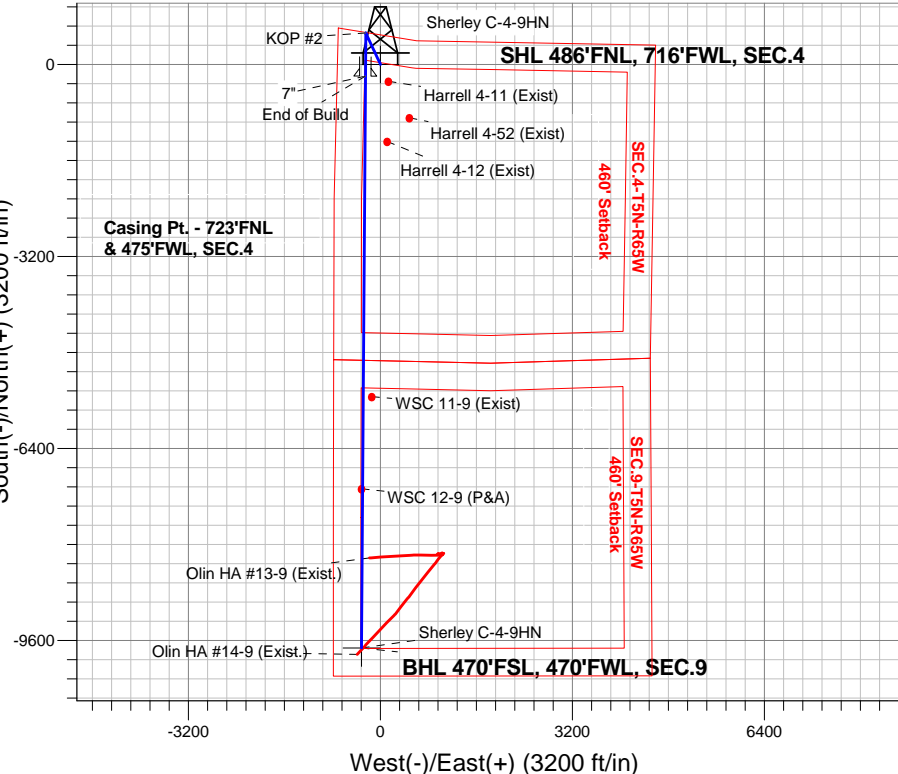 Sherley C-4-9HN
KOP #2
SHL 486'FNL, 716'FWL, SEC.4
0
7"
Harrell 4-11 (Exist)
End of Build
Harrell 4-52 (Exist)
Harrell 4-12 (Exist)
SEC.4-T5N-R65W
460' Setback
Casing Pt. - 723'FNL
& 475'FWL, SEC.4
-3200
South(-)/North(+) (3200 ft/in)
WSC 11-9 (Exist)
-6400
SEC.9-T5N-R65W
460' Setback
WSC 12-9 (P&A)
Olin HA #13-9 (Exist.)
-9600
Sherley C-4-9HN
Olin HA #14-9 (Exist.)
BHL 470'FSL, 470'FWL, SEC.9
-3200
0
3200
6400
West(-)/East(+) (3200 ft/in)